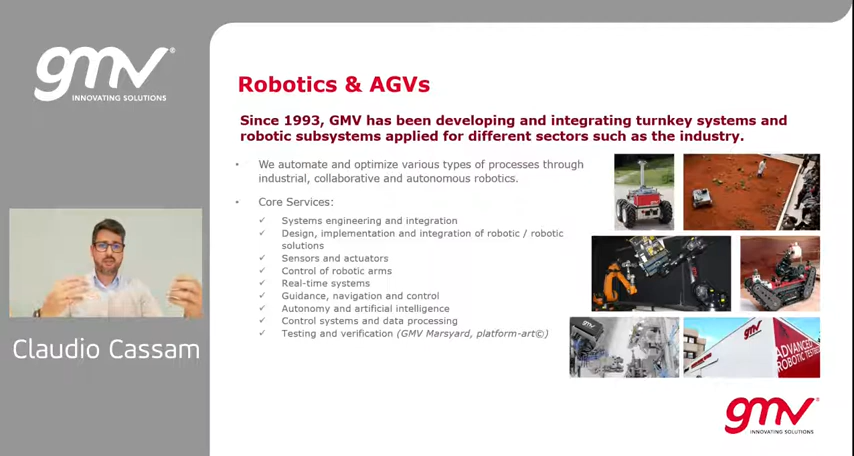 gmv®
INNOVATING SOLUTIONS
Claudio Cassam
Robotics & AGVs
Since 1993, GMV has been developing and integrating turnkey systems and
robotic subsystems applied for different sectors such as the industry.
• We automate and optimize various types of processes through
industrial, collaborative and autonomous robotics.
• Core Services:
✓ Systems engineering and integration
✓ Design, implementation and integration of robotic / robotic
solutions
✓ Sensors and actuators
✓ Control of robotic arms
✓ Real-time systems
✓ Guidance, navigation and control
✓ Autonomy and artificial intelligence
✓ Control systems and data processing
✓ Testing and verification (GMV Marsyard, platform-art©)
gmv
ADVANCED
ROBOTIC
gmv®
INNOVATING SOLUTIONS